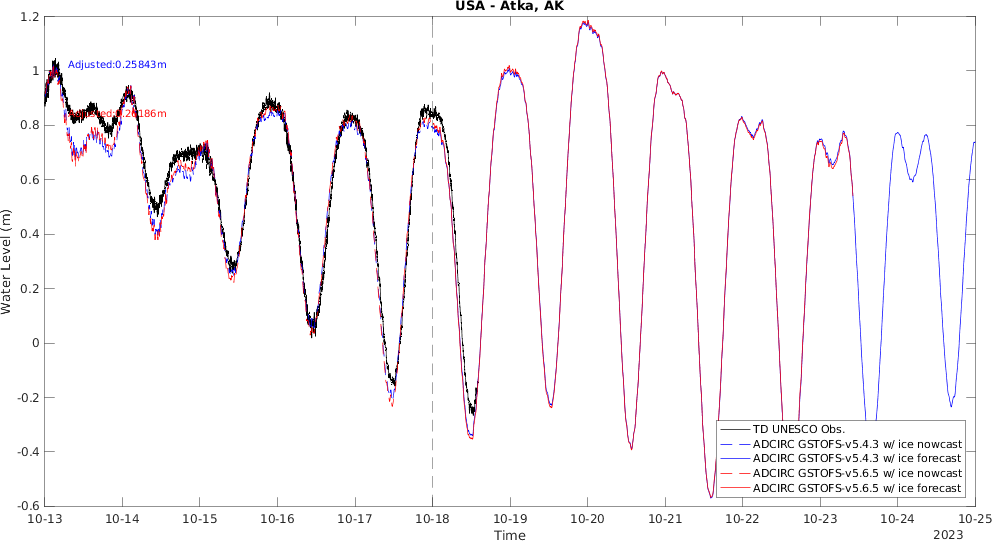 USA - Atka, AK
Water Level (m)
1.2
1
0.8
0.6
0.4
0.2
0
-0.2
-0.4
-0.6
Adjusted:0.25843m
TD UNESCO Obs.
ADCIRC GSTOFS-v5.4.3 w/ ice nowcast
ADCIRC GSTOFS-v5.4.3 w/ ice forecast
ADCIRC GSTOFS-v5.6.5 w/ ice nowcast
ADCIRC GSTOFS-v5.6.5 w/ ice forecast
10-13 10-14 10-15 10-16 10-17 10-18 10-19 10-20 10-21 10-22 10-23 10-24 10-25
Time
2023